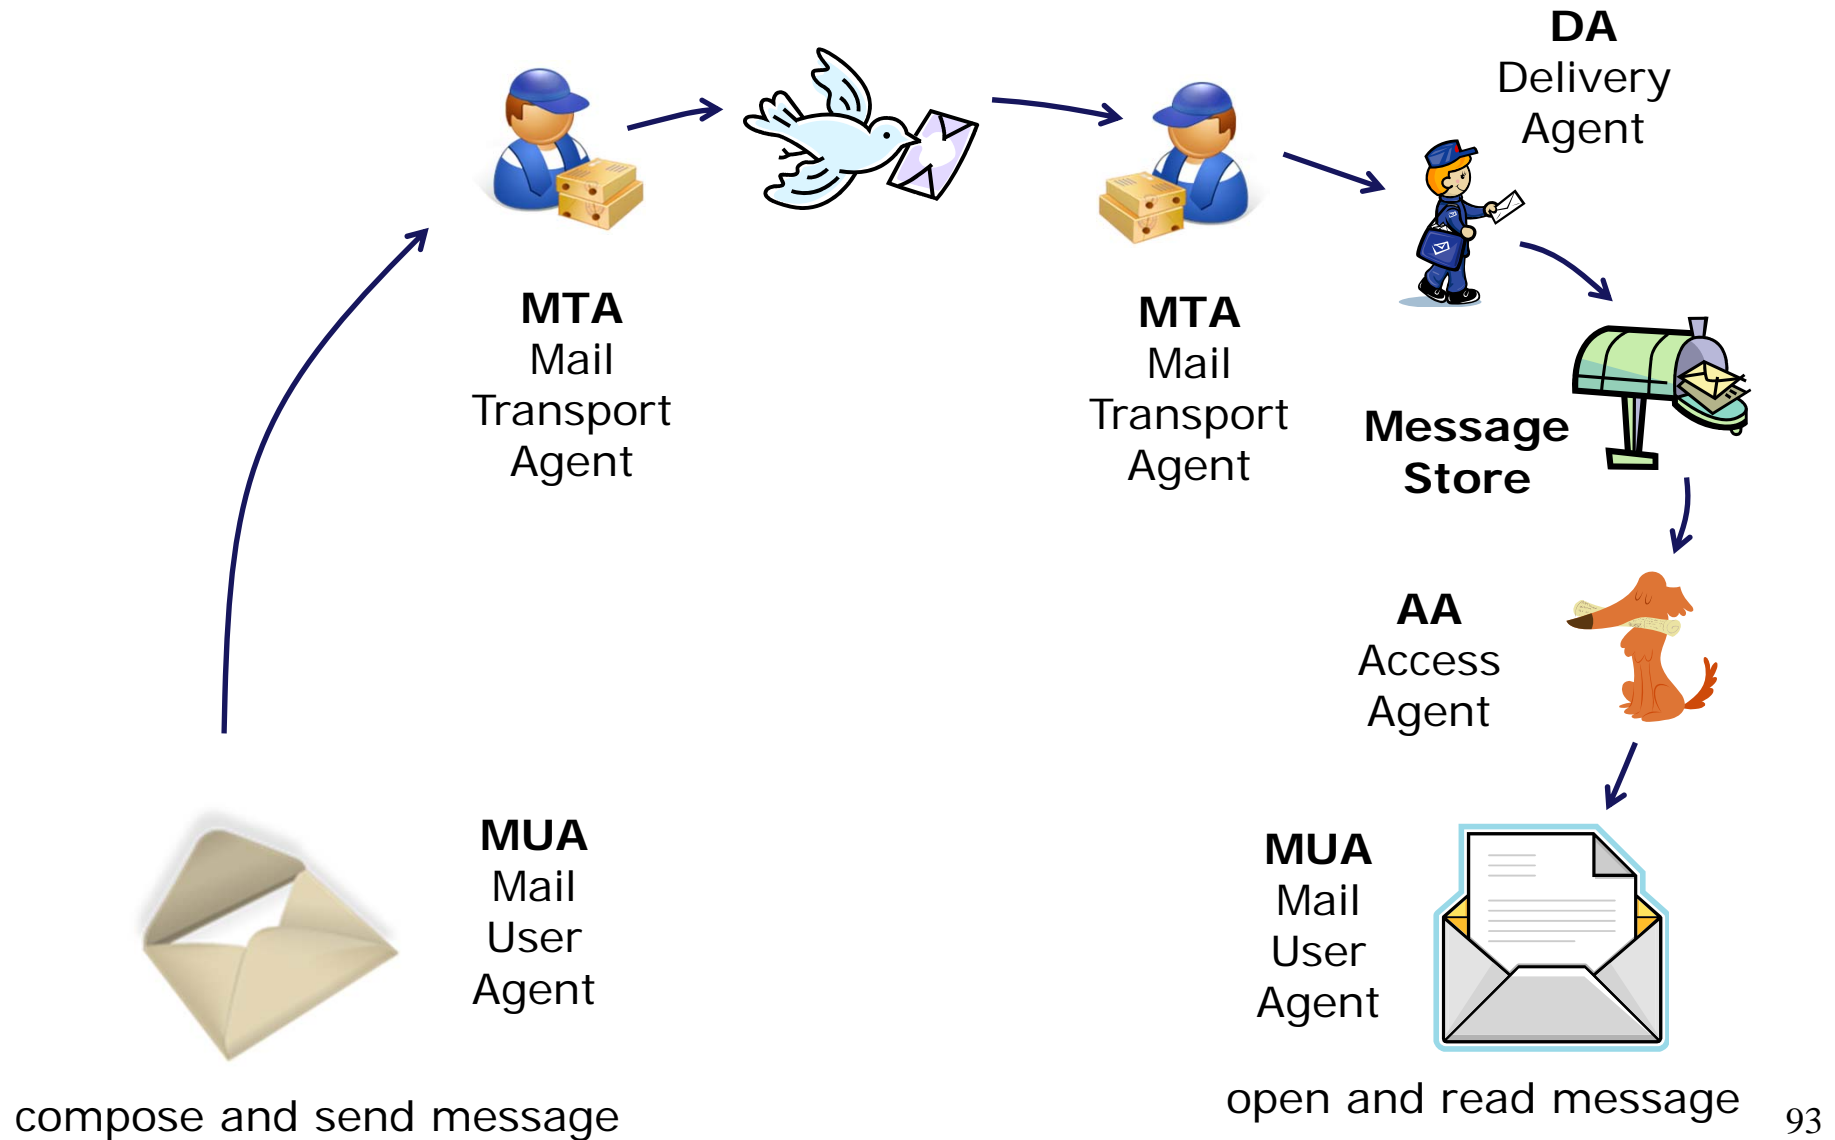 DA
Delivery
Agent
MTA
Mail
Transport
Agent
MTA
Mail
Transport
Agent
Message
Store
AA
Access
Agent
MUA
Mail
User
Agent
MUA
Mail
User
Agent
compose and send message
open and read message
93